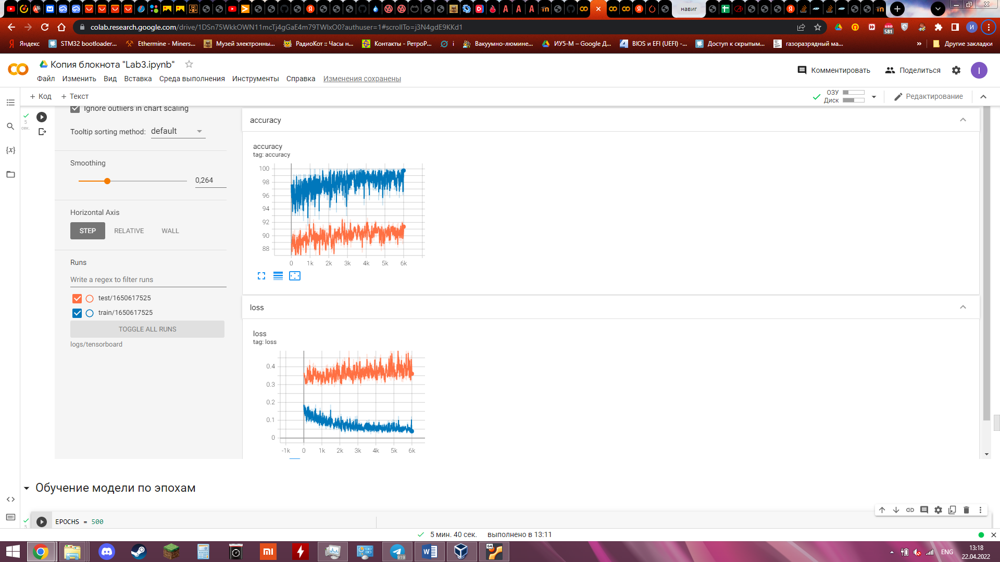 навиг
colab.research.google.com/drive/1DSn75WkkOWN11mcTj4gGaE4m79TWlxO0?authuser=1#scrollTo=j3N4gdE9KKd1
ABP
581
И
Яндекс
STM32 bootloader...
Ethermine - Miners...
Музей электронны...
РадиоКот :: Часы н...
Контакты - РетроР...
i
Вакуумно-люмине...
ИУ5-М – Google Д...
BIOS и EFI (UEFI) -...
Доступ к скрытым...
газоразрядный ма...
»
Другие закладки
Копия блокнота "Lab3.ipynb"
Комментировать
Поделиться
I
Файл Изменить Вид Вставка Среда выполнения Инструменты Справка Изменения сохранены
+ Код + Текст
ОЗУ
Диск
Редактирование
5
сек.
{x}
Ignore outliers in chart scaling
Tooltip sorting method: default
Smoothing
0,264
Horizontal Axis
STEP RELATIVE WALL
Runs
Write a regex to filter runs
test/1650617525
train/1650617525
TOGGLE ALL RUNS
logs/tensorboard
accuracy
accuracy
tag: accuracy
100
98
96
94
92
90
88
0 1k 2k 3k 4k 5k 6k
loss
loss
tag: loss
0.4
0.3
0.2
0.1
0
-1k 0 1k 2k 3k 4k 5k 6k
Обучение модели по эпохам
EPOCHS = 500
5
5 мин. 40 сек. выполнено в 13:11
mi
919
W
64
ENG
13:18
22.04.2022